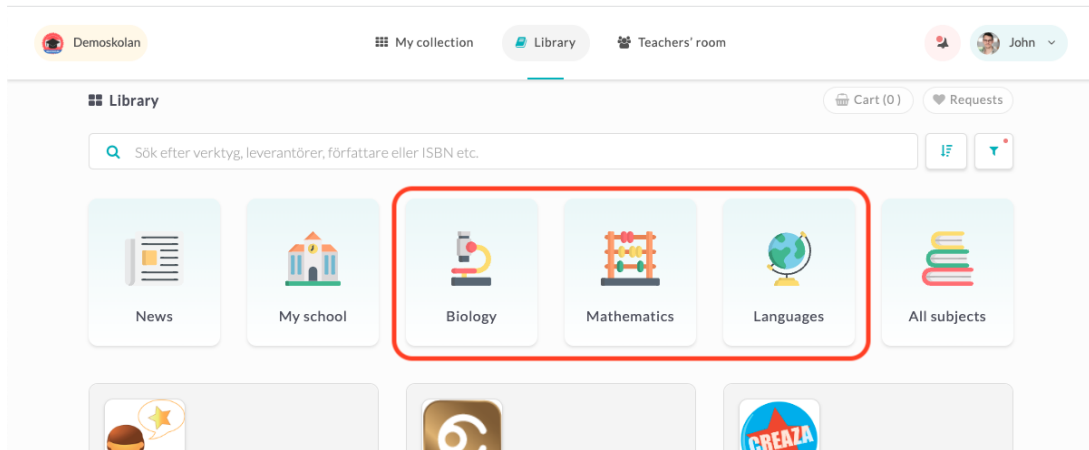 Demoskolan
My collection
Library
Teachers' room
John
Library
Cart (0 )
Requests
Sök efter verktyg, leverantörer, författare eller ISBN etc.
News
My school
Biology
Mathematics
Languages
All subjects
CREAZA